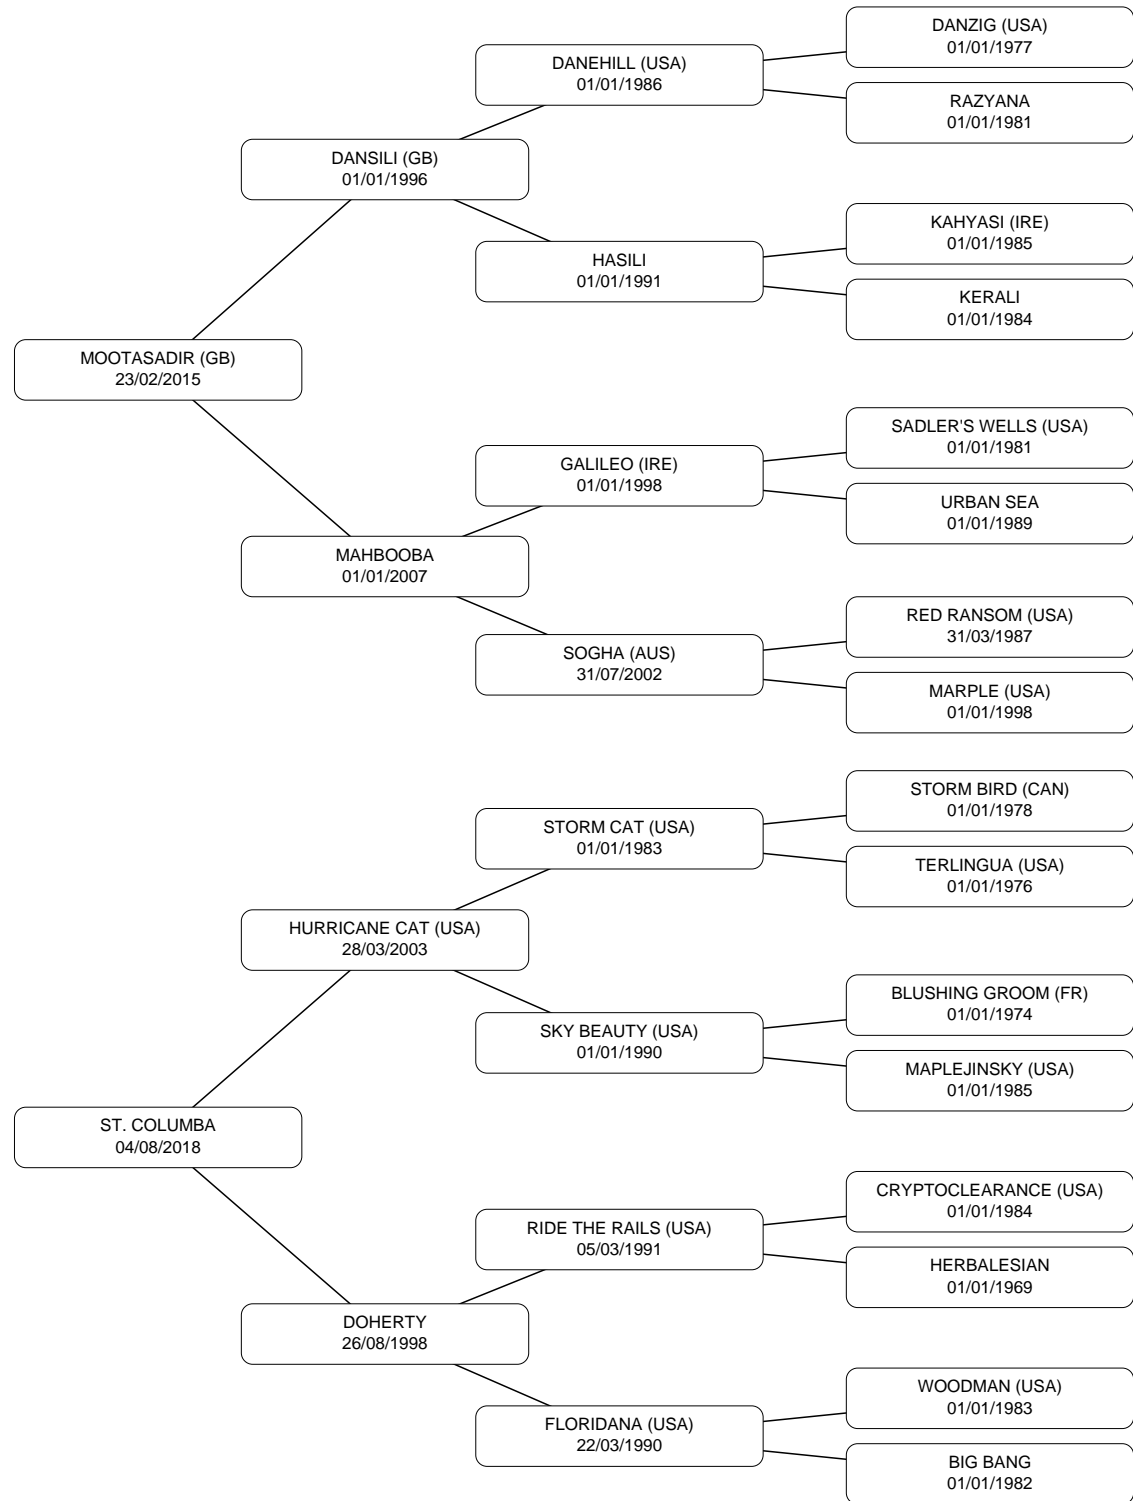 DANZIG (USA)
01/01/1977
DANEHILL (USA)
01/01/1986
RAZYANA
01/01/1981
DANSILI (GB)
01/01/1996
KAHYASI (IRE)
01/01/1985
HASILI
01/01/1991
KERALI
01/01/1984
MOOTASADIR (GB)
23/02/2015
SADLER'S WELLS (USA)
01/01/1981
GALILEO (IRE)
01/01/1998
URBAN SEA
01/01/1989
MAHBOOBA
01/01/2007
RED RANSOM (USA)
31/03/1987
SOGHA (AUS)
31/07/2002
MARPLE (USA)
01/01/1998
STORM BIRD (CAN)
01/01/1978
STORM CAT (USA)
01/01/1983
TERLINGUA (USA)
01/01/1976
HURRICANE CAT (USA)
28/03/2003
BLUSHING GROOM (FR)
01/01/1974
SKY BEAUTY (USA)
01/01/1990
MAPLEJINSKY (USA)
01/01/1985
ST. COLUMBA
04/08/2018
CRYPTOCLEARANCE (USA)
01/01/1984
RIDE THE RAILS (USA)
05/03/1991
HERBALESIAN
01/01/1969
DOHERTY
26/08/1998
WOODMAN (USA)
01/01/1983
FLORIDANA (USA)
22/03/1990
BIG BANG
01/01/1982